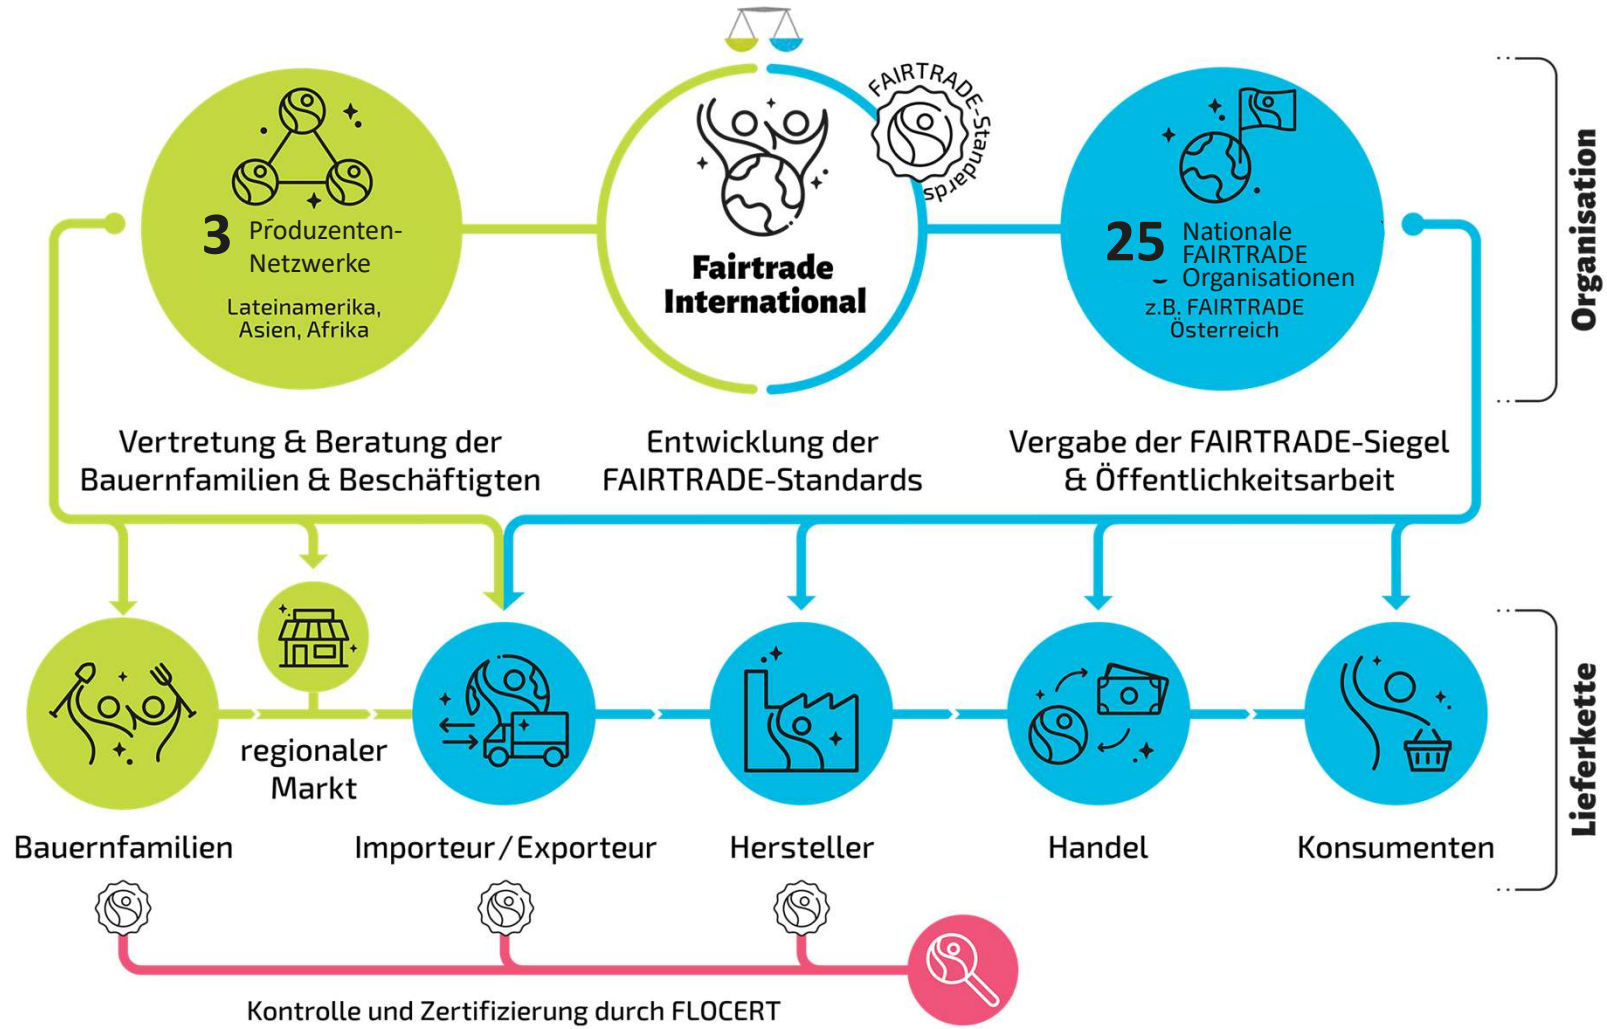 FAIRTRADE-Standards
3 Produzenten-
Netzwerke
Lateinamerika,
Asien, Afrika
Fairtrade
International
25 Nationale
FAIRTRADE
Organisationen
z.B. FAIRTRADE
Österreich
Organisation
Vertretung & Beratung der
Bauernfamilien & Beschäftigten
Entwicklung der
FAIRTRADE-Standards
Vergabe der FAIRTRADE-Siegel
& Öffentlichkeitsarbeit
regionaler
Markt
Bauernfamilien
Importeur/Exporteur
Hersteller
Handel
Konsumenten
Lieferkette
Kontrolle und Zertifizierung durch FLOCERT